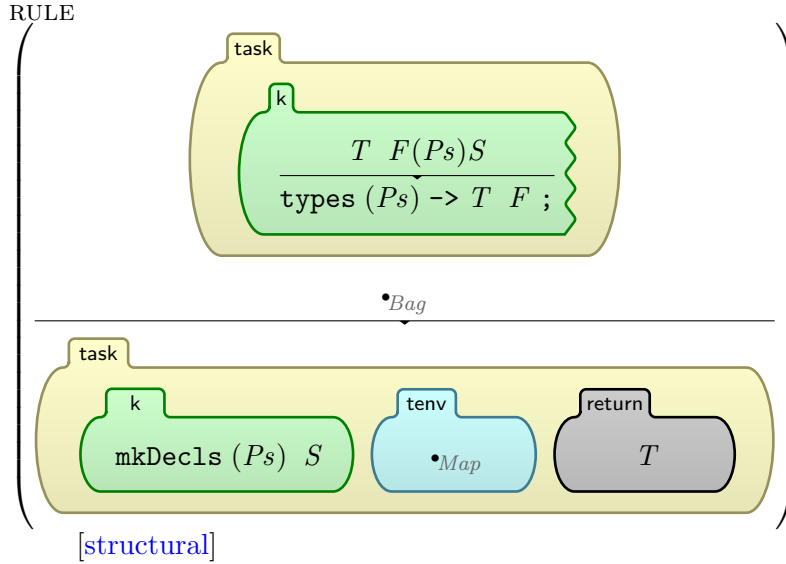 RULE
task
k
T F(Ps)S
types (Ps) -> T F ;
•Bag
task
k tenv return
mkDecls (Ps) S •Map T
[structural]